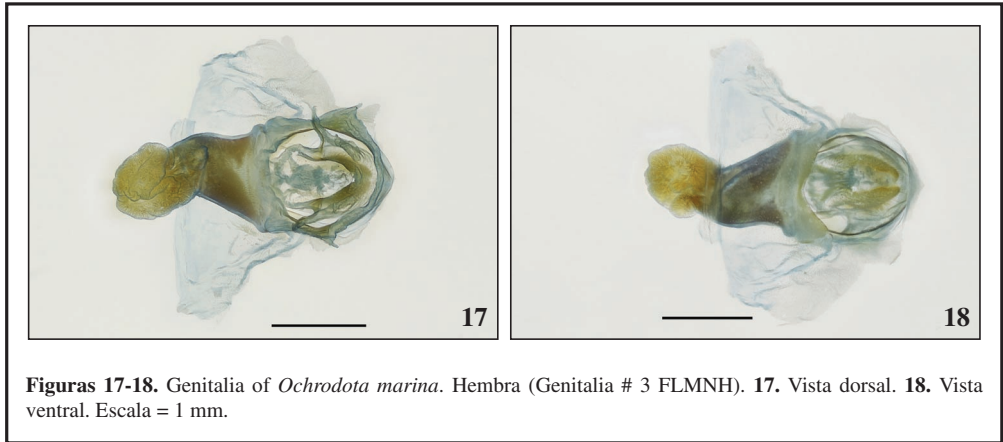 17
18
Figuras 17-18. Genitalia of Ochrodota marina. Hembra (Genitalia # 3 FLMNH). 17. Vista dorsal. 18. Vista
ventral. Escala = 1 mm.